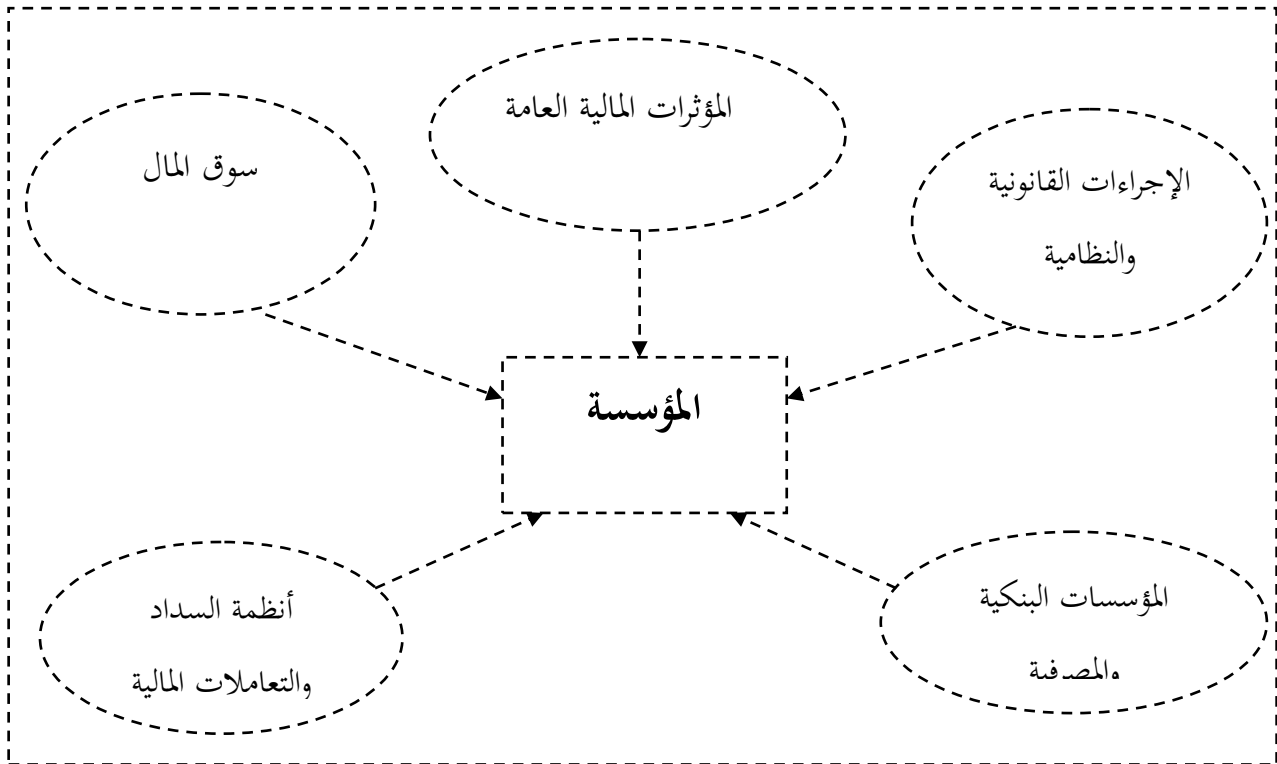 المؤثرات المالية العامة
الإجراءات القانونية
والنظامية
سوق المال
المؤسسة
المؤسسات البنكية
والمصرفية
أنظمة السداد
والتعاملات المالية